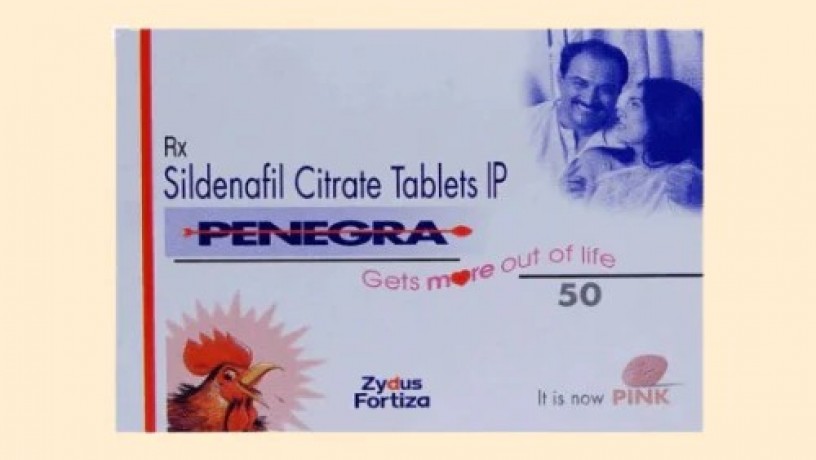 Rx
Sildenafil Citrate Tablets IP
PENEGRA
Gets more out of life
50
Zydus
Fortiza
It is now PINK